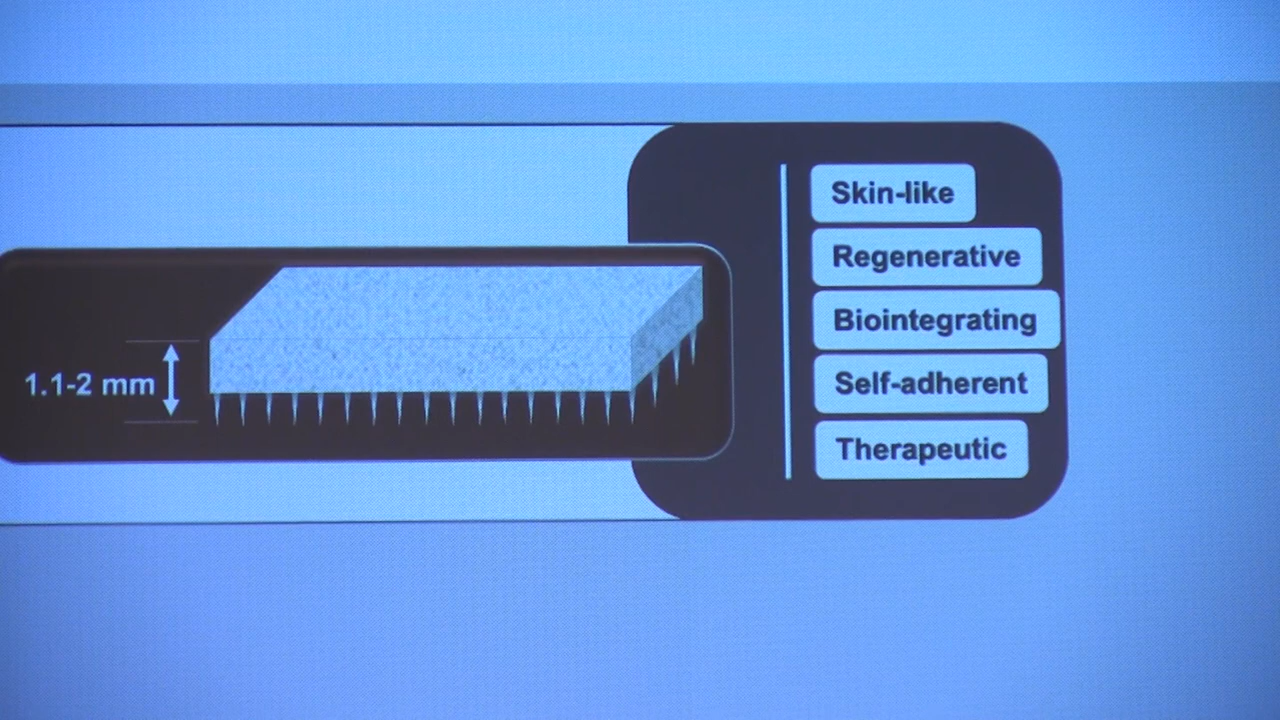 Skin-like
Regenerative
Biointegrating
1.1-2 mm
Self-adherent
Therapeutic